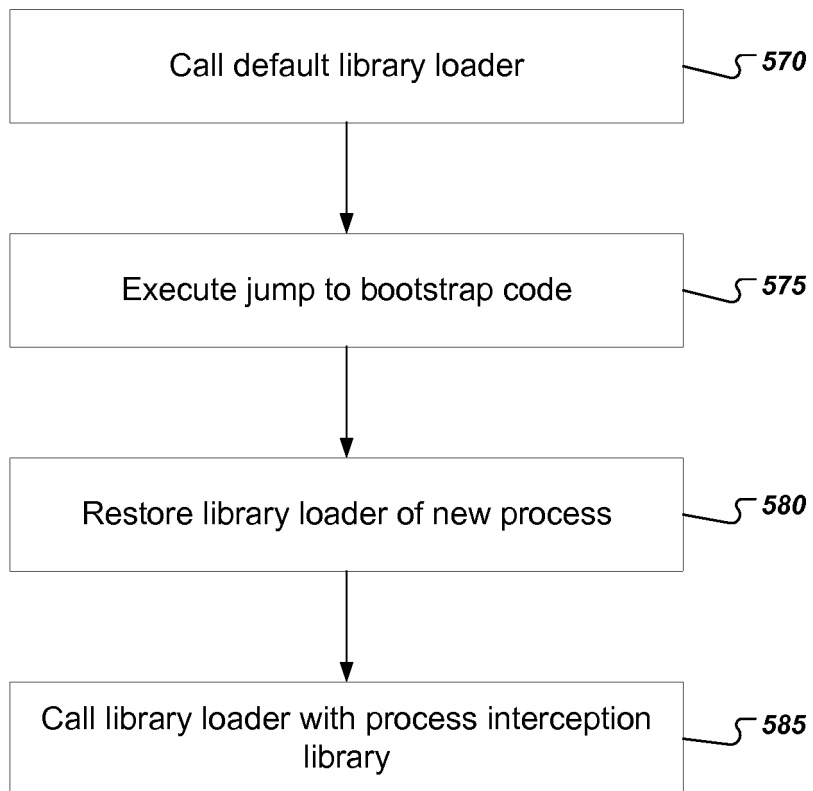 Call default library loader
570
Execute jump to bootstrap code
575
Restore library loader of new process
580
Call library loader with process interception
library
585